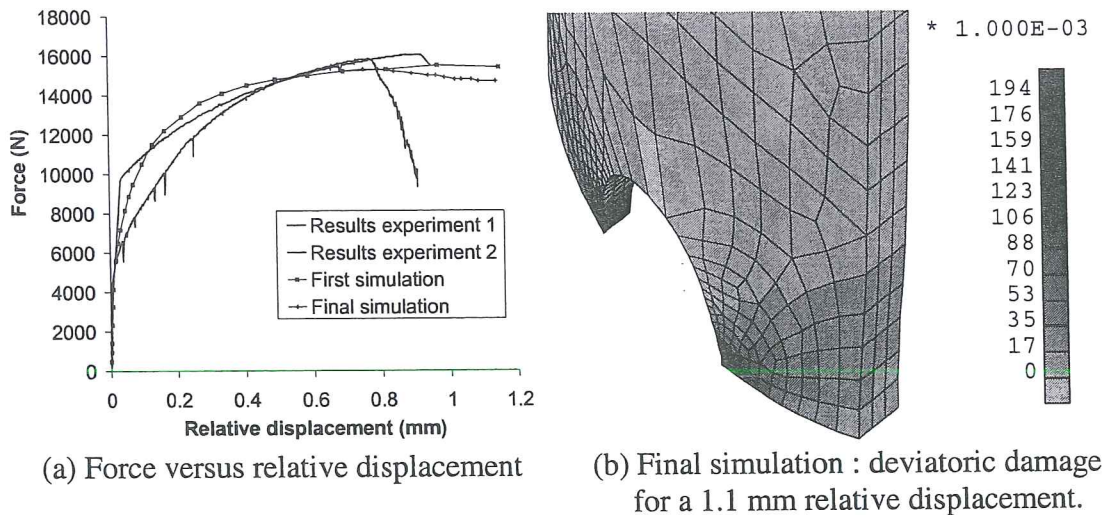 18000
16000
14000
12000
10000
8000
6000
4000
2000
0
Force (N)
0 0.2 0.4 0.6 0.8 1 1.2
Relative displacement (mm)
Results experiment 1
Results experiment 2
First simulation
Final simulation
(a) Force versus relative displacement
* 1.000E-03
194
176
159
141
123
106
88
70
53
35
17
0
(b) Final simulation : deviatoric damage
for a 1.1 mm relative displacement.